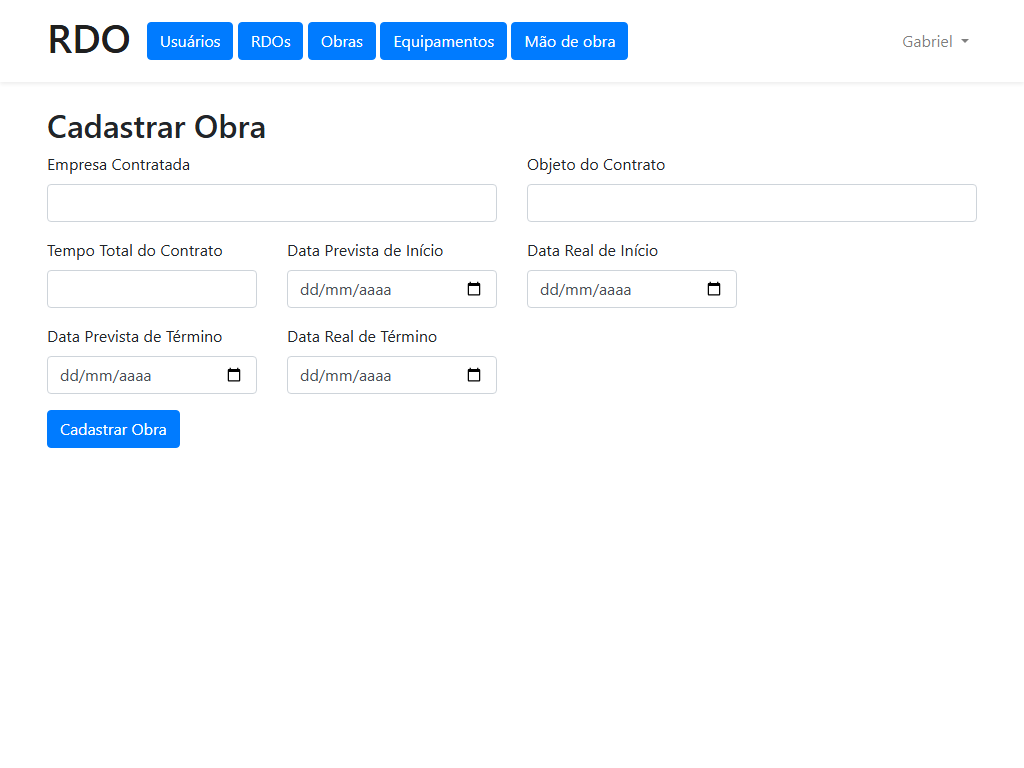 RDO Usuários RDOs Obras Equipamentos Mão de obra Gabriel
Cadastrar Obra
Empresa Contratada Objeto do Contrato
Tempo Total do Contrato Data Prevista de Início Data Real de Início
dd/mm/aaaa dd/mm/aaaa
Data Prevista de Término Data Real de Término
dd/mm/aaaa dd/mm/aaaa
Cadastrar Obra